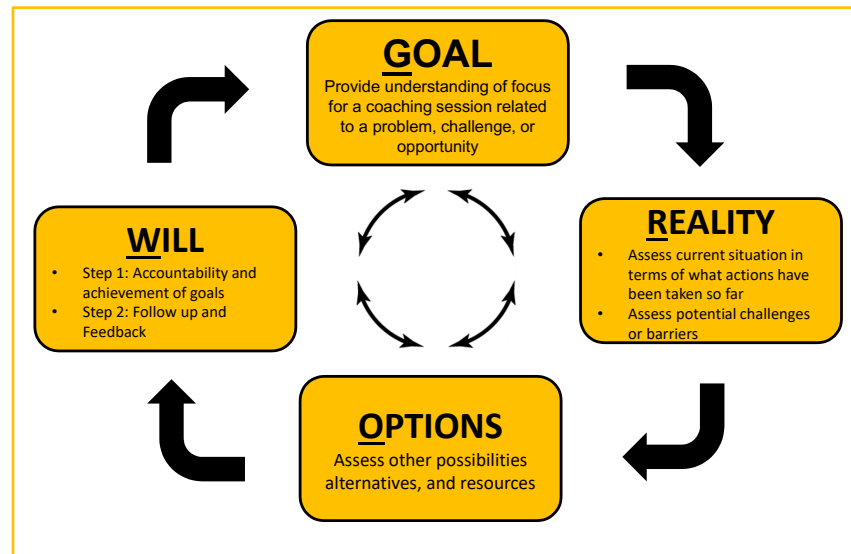 GOAL
Provide understanding of focus
for a coaching session related
to a problem, challenge, or
opportunity
REALITY
• Assess current situation in
terms of what actions have
been taken so far
• Assess potential challenges
or barriers
OPTIONS
Assess other possibilities
alternatives, and resources
WILL
• Step 1: Accountability and
achievement of goals
• Step 2: Follow up and
Feedback